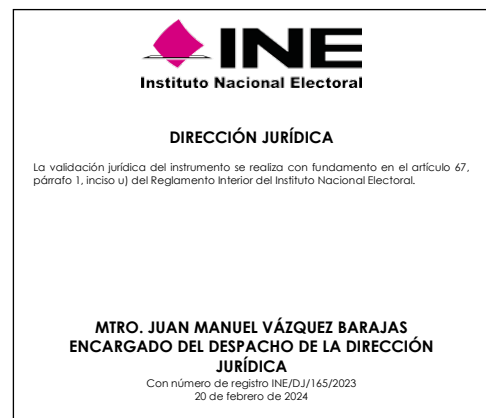 INE
Instituto Nacional Electoral
DIRECCIÓN JURÍDICA
La validación jurídica del instrumento se realiza con fundamento en el artículo 67,
párrafo 1, inciso u) del Reglamento Interior del Instituto Nacional Electoral.
MTRO. JUAN MANUEL VÁZQUEZ BARAJAS
ENCARGADO DEL DESPACHO DE LA DIRECCIÓN
JURÍDICA
Con número de registro INE/DJ/165/2023
20 de febrero de 2024